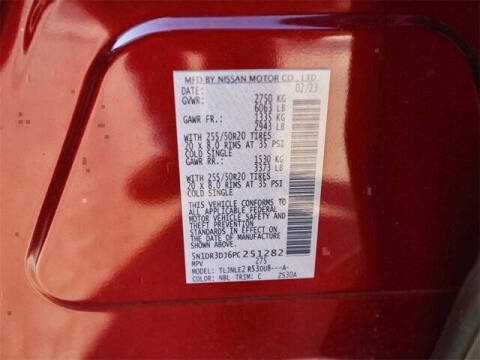 MFD BY NISSAN MOTOR CO., LTD.
DATE: 02/23
GVWR: 2750 KG
6063 LB
GAWR FR.: 1335 KG
2943 LB
WITH 255/50R20 TIRES
20 X 8.0 RIMS AT 35 PSI
COLD SINGLE
GAWR RR.: 1530 KG
3373 LB
WITH 255/50R20 TIRES
20 X 8.0 RIMS AT 35 PSI
COLD SINGLE
THIS VEHICLE CONFORMS TO
ALL APPLICABLE FEDERAL
MOTOR VEHICLE SAFETY AND
THEFT PREVENTION
STANDARDS IN EFFECT ON
THE DATE OF MANUFACTURE
SHOWN ABOVE.
5N1DR3DJ6PC251282
MPV 275
MODEL: TLJNLE2 R53OUB---A-
COLOR: NBL TRIM: C 2530A